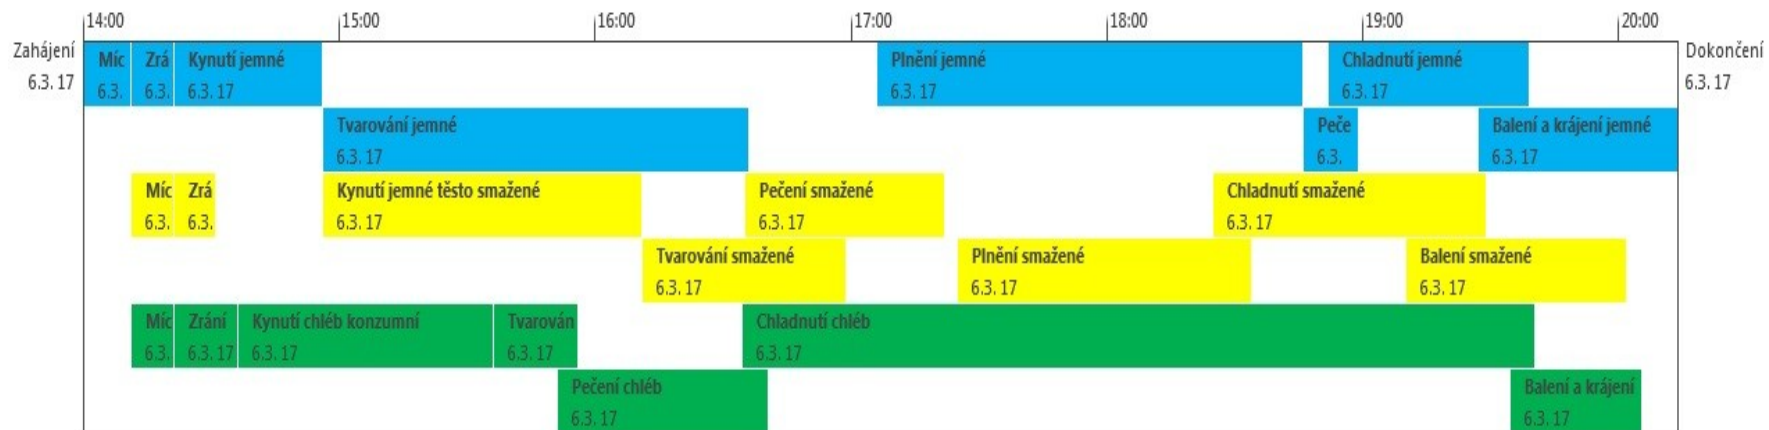 14:00 15:00 16:00 17:00 18:00 19:00 20:00
Zahájení
6.3. 17
Míc Zrá Kynutí jemné Plnění jemné Chladnutí jemné
6.3. 6.3. 6.3. 17 6.3. 17 6.3. 17
Dokončení
6.3. 17
Tvarování jemné Peče Balení a krájení jemné
6.3. 17 6.3. 6.3. 17
Míc Zrá Kynutí jemné těsto smažené Pečení smažené Chladnutí smažené
6.3. 6.3. 6.3. 17 6.3. 17 6.3. 17
Tvarování smažené Plnění smažené Balení smažené
6.3. 17 6.3. 17 6.3. 17
Míc Zrání Kynutí chléb konzumní Tvarován Chladnutí chléb
6.3. 6.3. 17 6.3. 17 6.3. 17 6.3. 17
Pečení chléb Balení a krájení
6.3. 17 6.3. 17